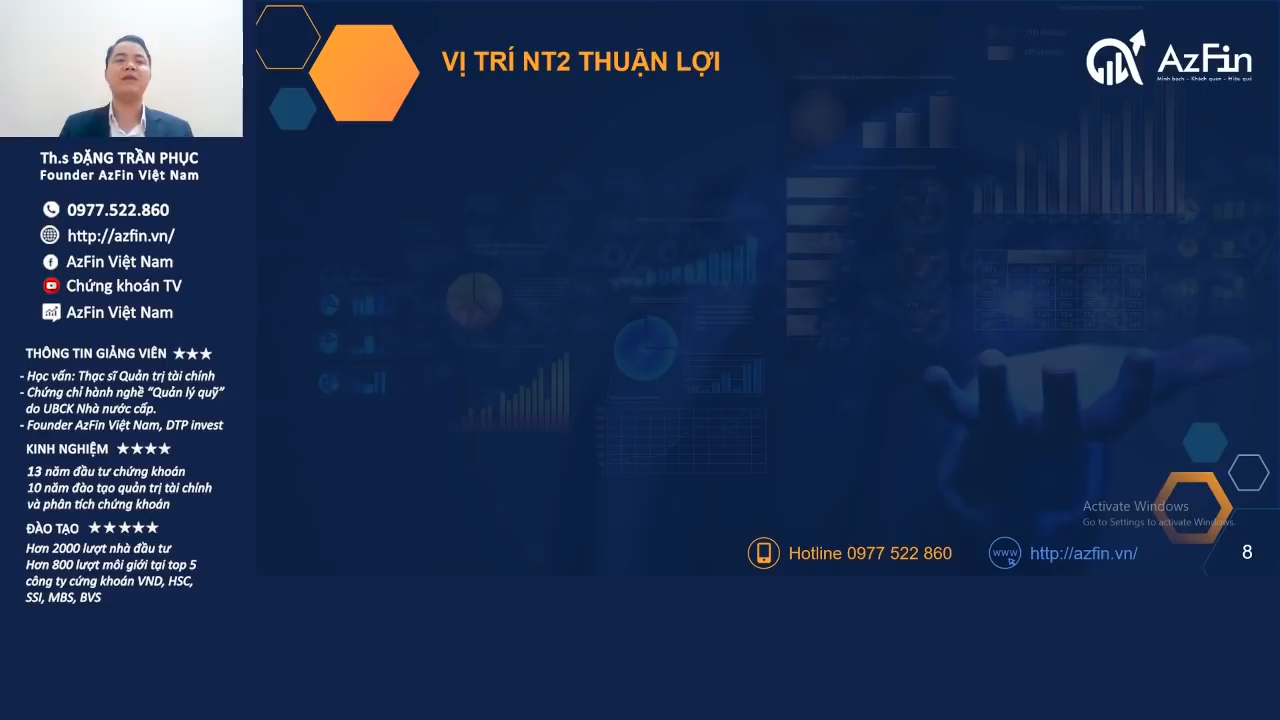 VỊ TRÍ NT2 THUẬN LỢI
AzFin
Minh bạch - Khách quan - Hiệu quả
Th.s ĐẶNG TRẦN PHỤC
Founder AzFin Việt Nam
0977.522.860
http://azfin.vn/
AzFin Việt Nam
Chứng khoán TV
AzFin Việt Nam
THÔNG TIN GIẢNG VIÊN
- Học vấn: Thạc sĩ Quản trị tài chính
- Chứng chỉ hành nghề “Quản lý quỹ”
do UBCK Nhà nước cấp.
- Founder AzFin Việt Nam, DTP invest
KINH NGHIỆM
13 năm đầu tư chứng khoán
10 năm đào tạo quản trị tài chính
và phân tích chứng khoán
ĐÀO TẠO
Hơn 2000 lượt nhà đầu tư
Hơn 800 lượt môi giới tại top 5
công ty cứng khoán VND, HSC,
SSI, MBS, BVS
Activate Windows
Go to Settings to activate Windows.
Hotline 0977 522 860
www
http://azfin.vn/
8